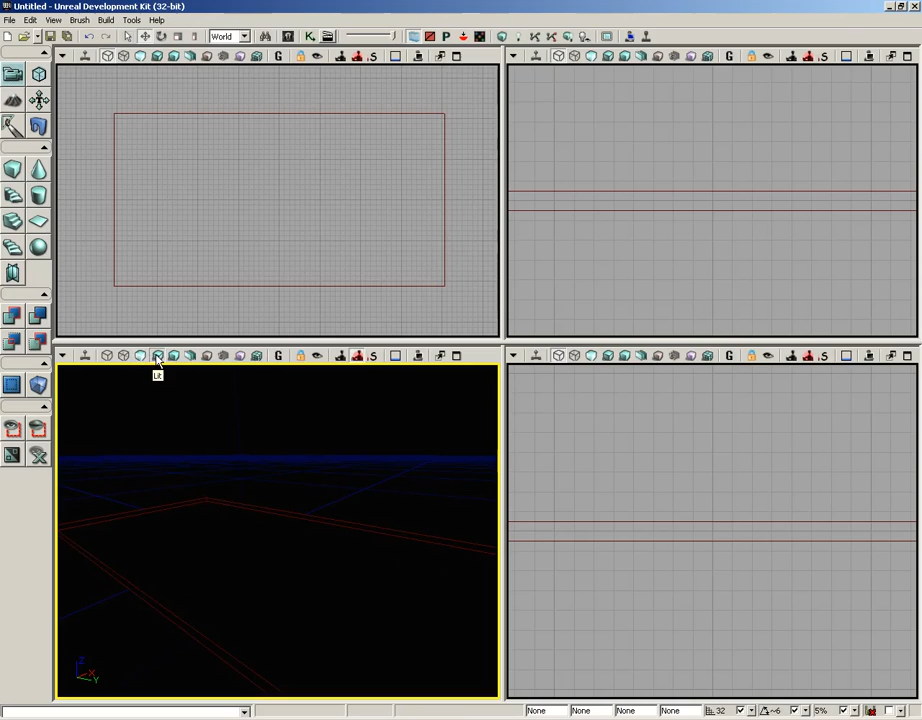 Untitled - Unreal Development Kit (32-bit)
File Edit View Brush Build Tools Help
World
G
G
Lit
G
G
Z
X
Y
None None None None 32 ~6 5%